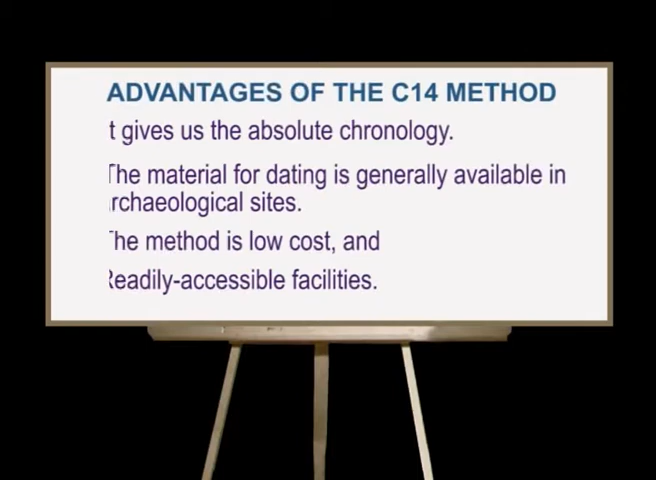 ADVANTAGES OF THE C14 METHOD
t gives us the absolute chronology.
The material for dating is generally available in
rchaeological sites.
The method is low cost, and
Readily-accessible facilities.